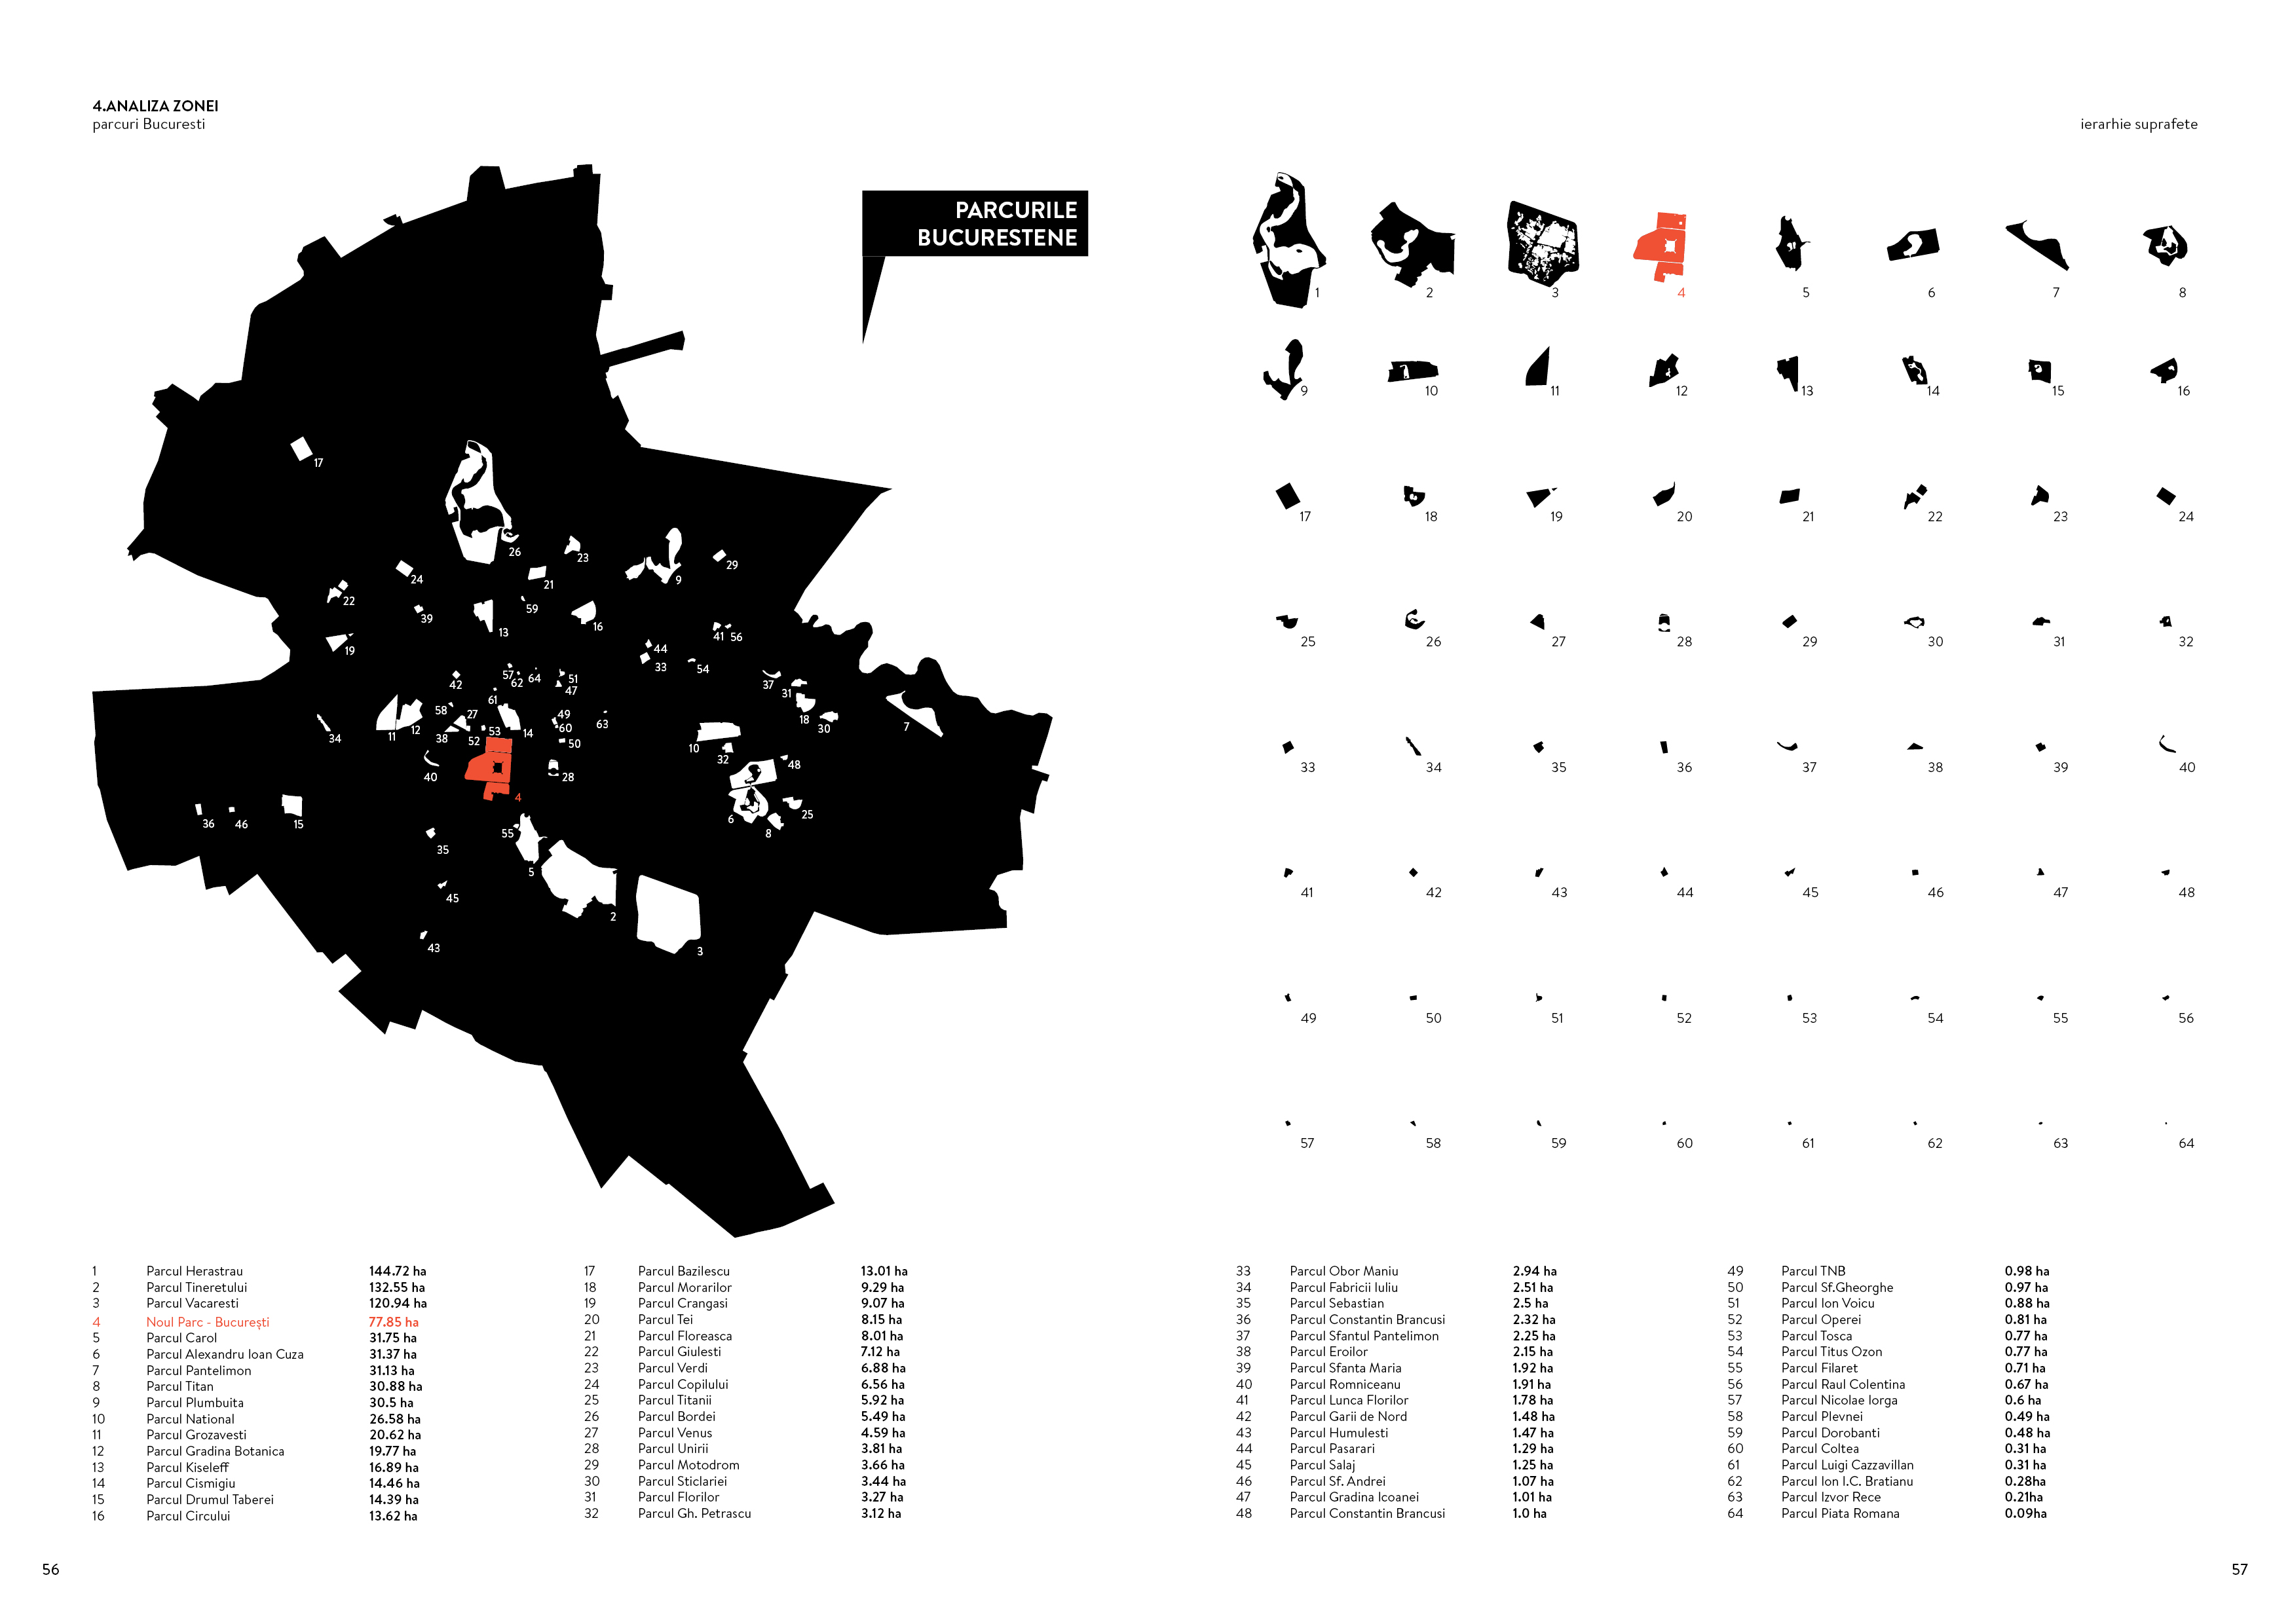 4.ANALIZA ZONEI
parcuri Bucuresti
ierarhie suprafete
PARCURILE
BUCURESTENE
17
26
23
9
29
24
22
21
59
39
13
16
41 56
19
44
33
54
57
62
64
51
47
42
61
37
31
58
27
49
63
60
18
30
7
34
11
12
38
52
53
14
50
10
32
48
40
28
4
36
46
15
55
6
8
25
35
5
45
2
43
3
1 2 3 4 5 6 7 8
9 10 11 12 13 14 15 16
17 18 19 20 21 22 23 24
25 26 27 28 29 30 31 32
33 34 35 36 37 38 39 40
41 42 43 44 45 46 47 48
49 50 51 52 53 54 55 56
57 58 59 60 61 62 63 64
1 Parcul Herastrau 144.72 ha
2 Parcul Tineretului 132.55 ha
3 Parcul Vacaresti 120.94 ha
4 Noul Parc - București 77.85 ha
5 Parcul Carol 31.75 ha
6 Parcul Alexandru Ioan Cuza 31.37 ha
7 Parcul Pantelimon 31.13 ha
8 Parcul Titan 30.88 ha
9 Parcul Plumbuita 30.5 ha
10 Parcul National 26.58 ha
11 Parcul Grozavesti 20.62 ha
12 Parcul Gradina Botanica 19.77 ha
13 Parcul Kiseleff 16.89 ha
14 Parcul Cismigiu 14.46 ha
15 Parcul Drumul Taberei 14.39 ha
16 Parcul Circului 13.62 ha
17 Parcul Bazilescu 13.01 ha
18 Parcul Morarilor 9.29 ha
19 Parcul Crangasi 9.07 ha
20 Parcul Tei 8.15 ha
21 Parcul Floreasca 8.01 ha
22 Parcul Giulesti 7.12 ha
23 Parcul Verdi 6.88 ha
24 Parcul Copilului 6.56 ha
25 Parcul Titanii 5.92 ha
26 Parcul Bordei 5.49 ha
27 Parcul Venus 4.59 ha
28 Parcul Unirii 3.81 ha
29 Parcul Motodrom 3.66 ha
30 Parcul Sticlariei 3.44 ha
31 Parcul Florilor 3.27 ha
32 Parcul Gh. Petrascu 3.12 ha
33 Parcul Obor Maniu 2.94 ha
34 Parcul Fabricii Iuliu 2.51 ha
35 Parcul Sebastian 2.5 ha
36 Parcul Constantin Brancusi 2.32 ha
37 Parcul Sfantul Pantelimon 2.25 ha
38 Parcul Eroilor 2.15 ha
39 Parcul Sfanta Maria 1.92 ha
40 Parcul Romniceanu 1.91 ha
41 Parcul Lunca Florilor 1.78 ha
42 Parcul Garii de Nord 1.48 ha
43 Parcul Humulesti 1.47 ha
44 Parcul Pasarari 1.29 ha
45 Parcul Salaj 1.25 ha
46 Parcul Sf. Andrei 1.07 ha
47 Parcul Gradina Icoanei 1.01 ha
48 Parcul Constantin Brancusi 1.0 ha
49 Parcul TNB 0.98 ha
50 Parcul Sf.Gheorghe 0.97 ha
51 Parcul Ion Voicu 0.88 ha
52 Parcul Operei 0.81 ha
53 Parcul Tosca 0.77 ha
54 Parcul Titus Ozon 0.77 ha
55 Parcul Filaret 0.71 ha
56 Parcul Raul Colentina 0.67 ha
57 Parcul Nicolae Iorga 0.6 ha
58 Parcul Plevnei 0.49 ha
59 Parcul Dorobanti 0.48 ha
60 Parcul Coltea 0.31 ha
61 Parcul Luigi Cazzavillan 0.31 ha
62 Parcul Ion I.C. Bratianu 0.28ha
63 Parcul Izvor Rece 0.21ha
64 Parcul Piata Romana 0.09ha
56
57